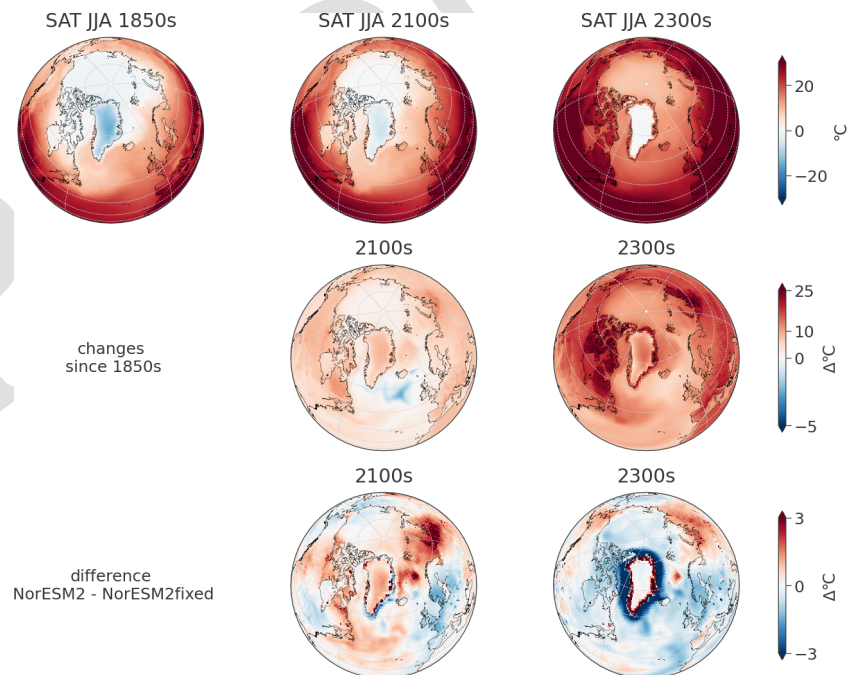 SAT JJA 1850s
SAT JJA 2100s
SAT JJA 2300s
20
0
−20
°C
2100s
2300s
changes
since 1850s
25
10
0
−5
Δ°C
2100s
2300s
difference
NorESM2 - NorESM2fixed
3
0
−3
Δ°C